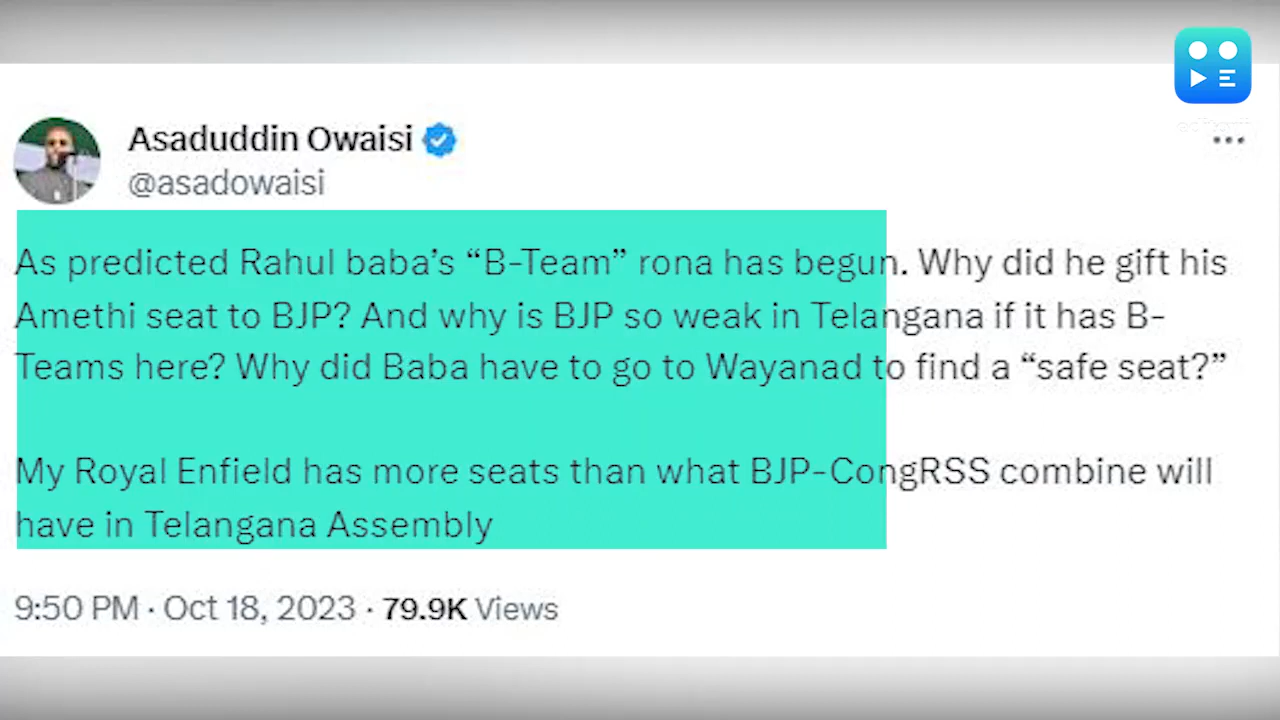 Asaduddin Owaisi
@asadowaisi
As predicted Rahul baba's “B-Team” rona has begun. Why did he gift his
Amethi seat to BJP? And why is BJP so weak in Telangana if it has B-
Teams here? Why did Baba have to go to Wayanad to find a “safe seat?”
My Royal Enfield has more seats than what BJP-CongRSS combine will
have in Telangana Assembly
9:50 PM · Oct 18, 2023 · 79.9K Views